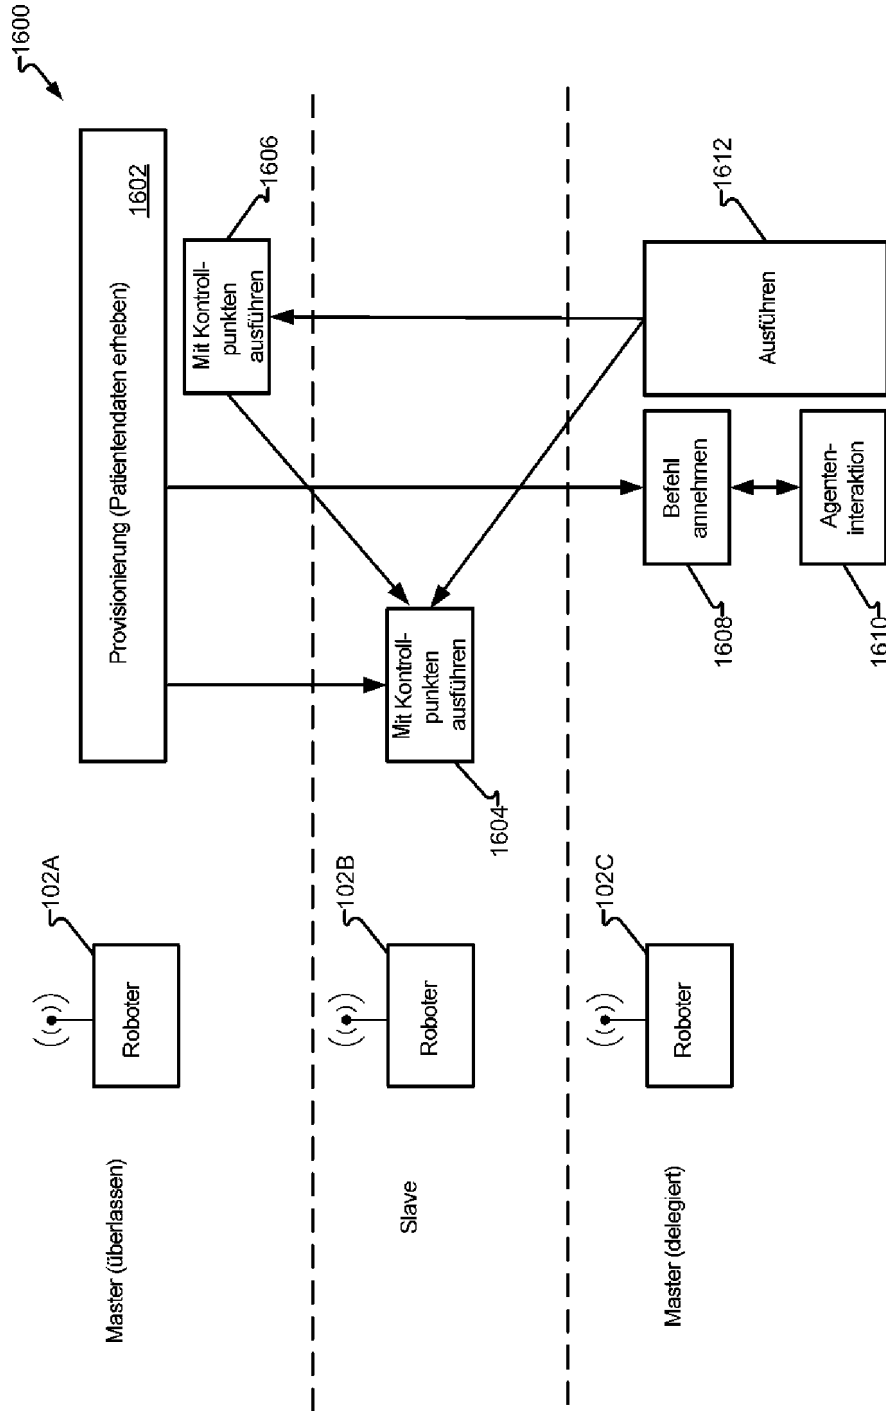 1600
Master (überlassen)
Roboter
102A
Provisionierung (Patientendaten erheben)
1602
Mit Kontroll-
punkten
ausführen
1606
Slave
Roboter
102B
Mit Kontroll-
punkten
ausführen
1604
Master (delegiert)
Roboter
102C
Befehl
annehmen
1608
Agenten-
interaktion
1610
Ausführen
1612